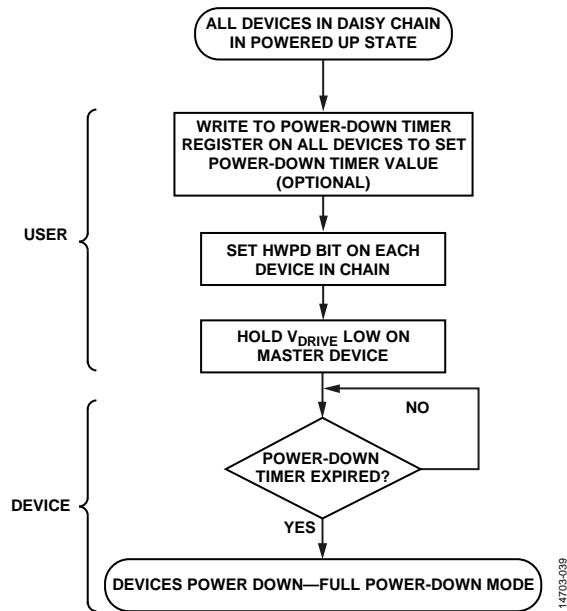 ALL DEVICES IN DAISY CHAIN
IN POWERED UP STATE
WRITE TO POWER-DOWN TIMER
REGISTER ON ALL DEVICES TO SET
POWER-DOWN TIMER VALUE
(OPTIONAL)
USER
SET HWPD BIT ON EACH
DEVICE IN CHAIN
HOLD VDRIVE LOW ON
MASTER DEVICE
NO
POWER-DOWN
TIMER EXPIRED?
DEVICE
YES
DEVICES POWER DOWN—FULL POWER-DOWN MODE
14703-039